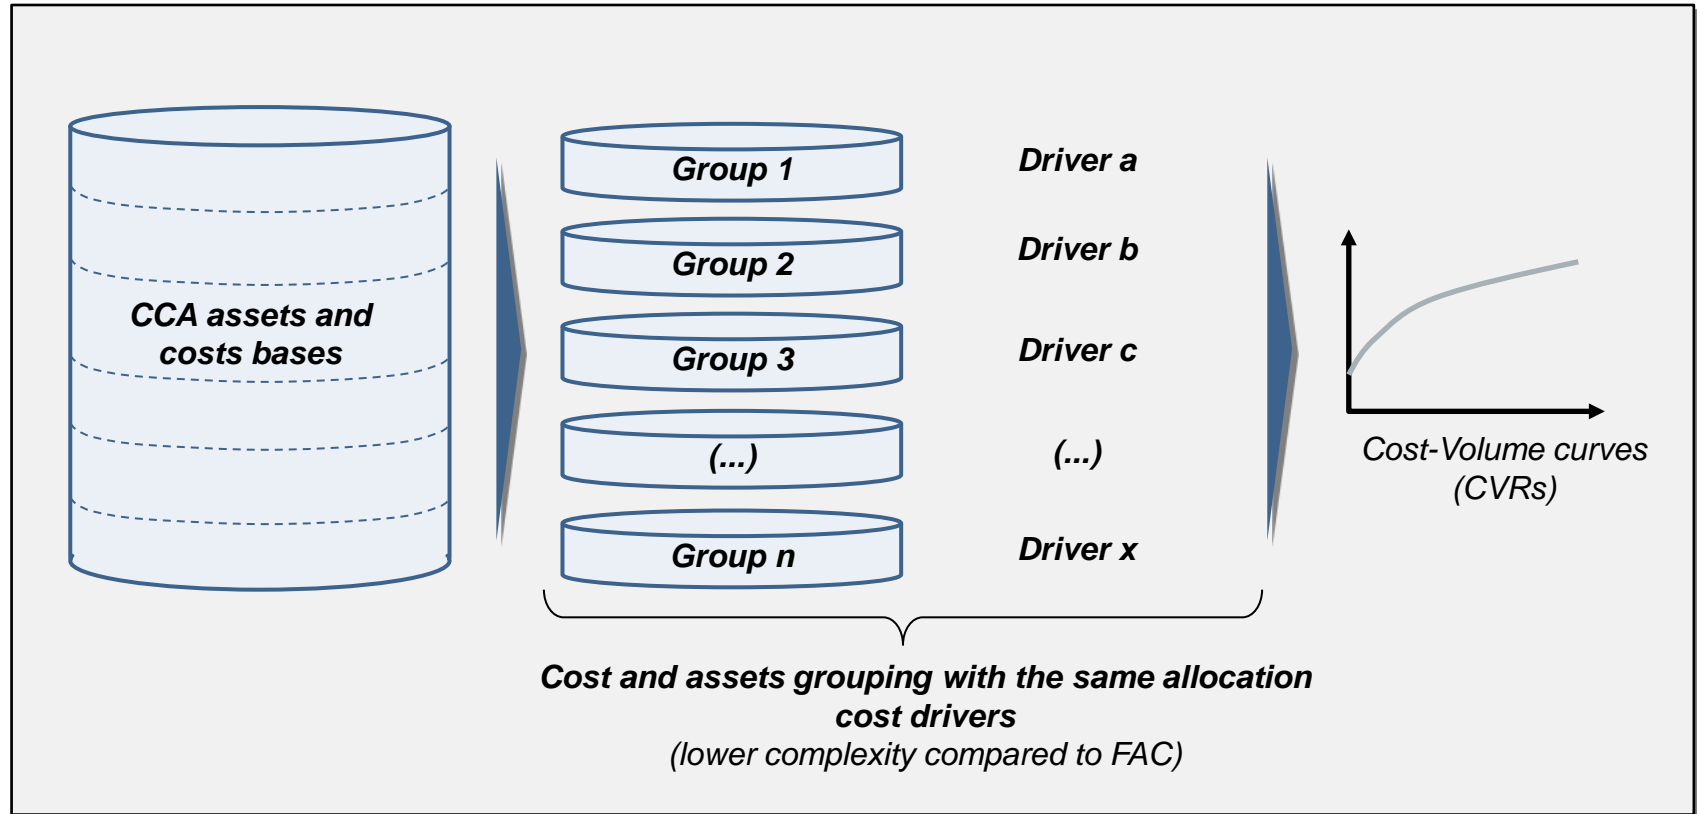 CCA assets and
costs bases
Group 1
Driver a
Group 2
Driver b
Group 3
Driver c
(...)
(...)
Group n
Driver x
Cost-Volume curves
(CVRs)
Cost and assets grouping with the same allocation
cost drivers
(lower complexity compared to FAC)